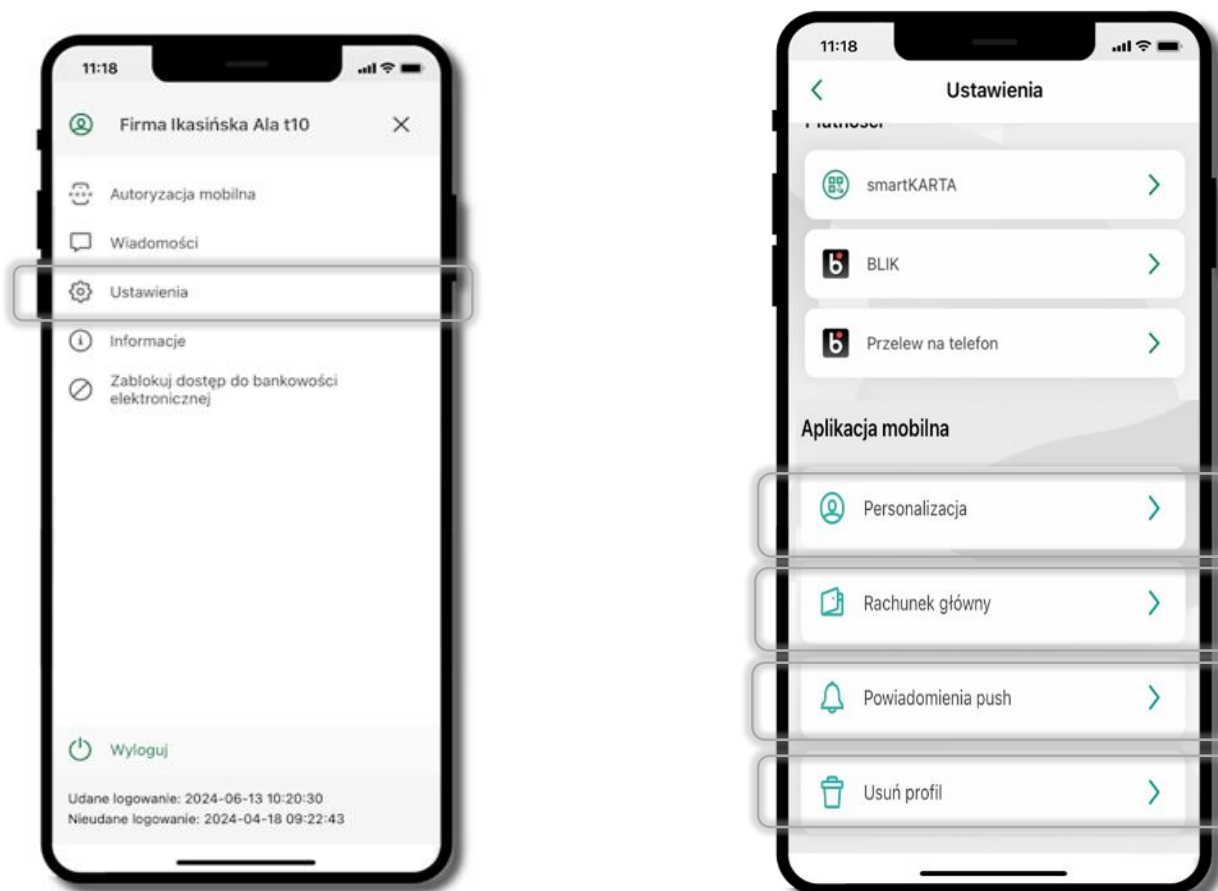 11:18
Firma Ikasińska Ala t10
Autoryzacja mobilna
Wiadomości
Ustawienia
Informacje
Zablokuj dostęp do bankowości
elektronicznej
Wyloguj
Udane logowanie: 2024-06-13 10:20:30
Nieudane logowanie: 2024-04-18 09:22:43
11:18
Ustawienia
smartKARTA
BLIK
Przelew na telefon
Aplikacja mobilna
Personalizacja
Rachunek główny
Powiadomienia push
Usuń profil